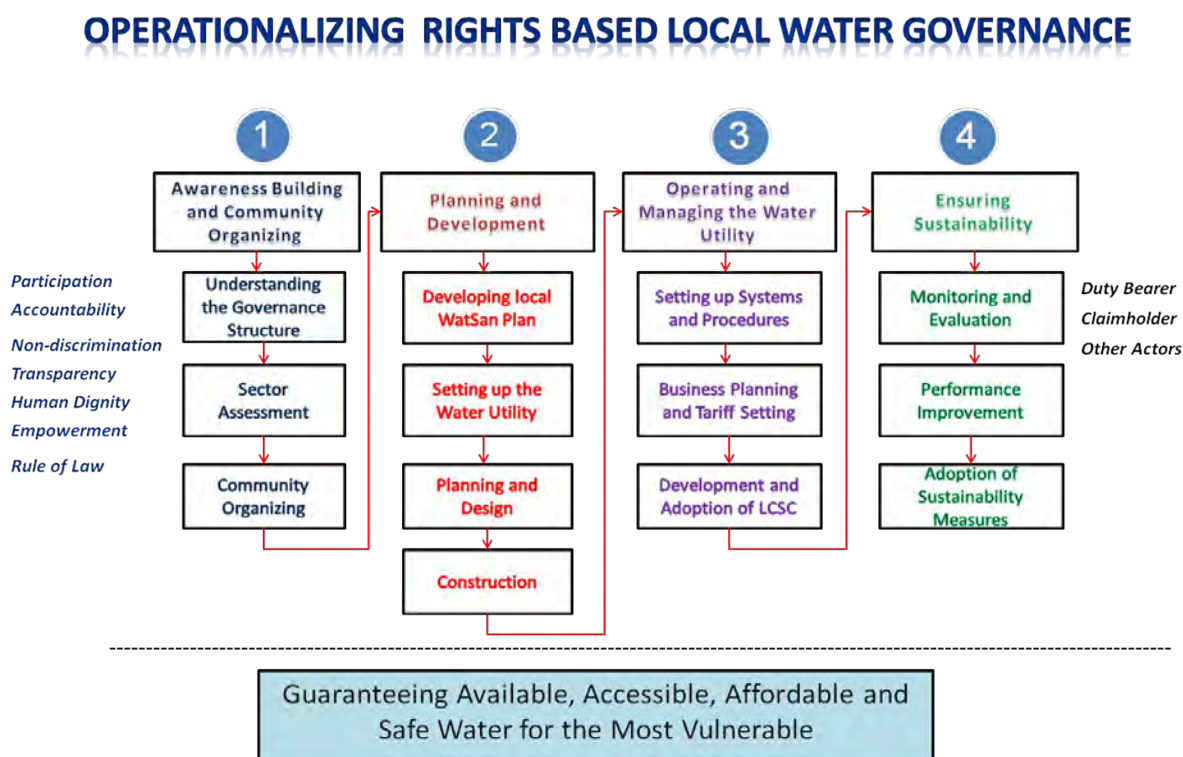 OPERATIONALIZING RIGHTS BASED LOCAL WATER GOVERNANCE
1
Awareness Building
and Community
Organizing
Understanding
the Governance
Structure
Sector
Assessment
Community
Organizing
2
Planning and
Development
Developing local
WatSan Plan
Setting up the
Water Utility
Planning and
Design
Construction
3
Operating and
Managing the Water
Utility
Setting up Systems
and Procedures
Business Planning
and Tariff Setting
Development and
Adoption of LCSC
4
Ensuring
Sustainability
Monitoring and
Evaluation
Performance
Improvement
Adoption of
Sustainability
Measures
Participation
Accountability
Non-discrimination
Transparency
Human Dignity
Empowerment
Rule of Law
Duty Bearer
Claimholder
Other Actors
Guaranteeing Available, Accessible, Affordable and
Safe Water for the Most Vulnerable